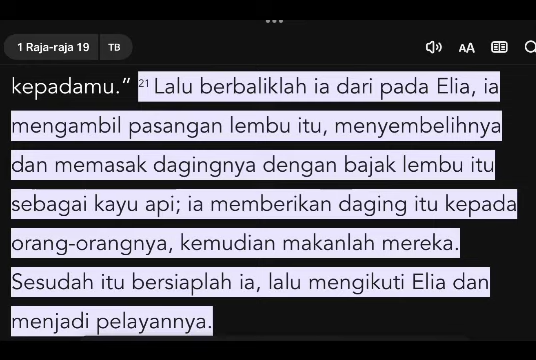 1 Raja-raja 19 TB AA
kepadamu.” 21 Lalu berbaliklah ia dari pada Elia, ia
mengambil pasangan lembu itu, menyembelihnya
dan memasak dagingnya dengan bajak lembu itu
sebagai kayu api; ia memberikan daging itu kepada
orang-orangnya, kemudian makanlah mereka.
Sesudah itu bersiaplah ia, lalu mengikuti Elia dan
menjadi pelayannya.